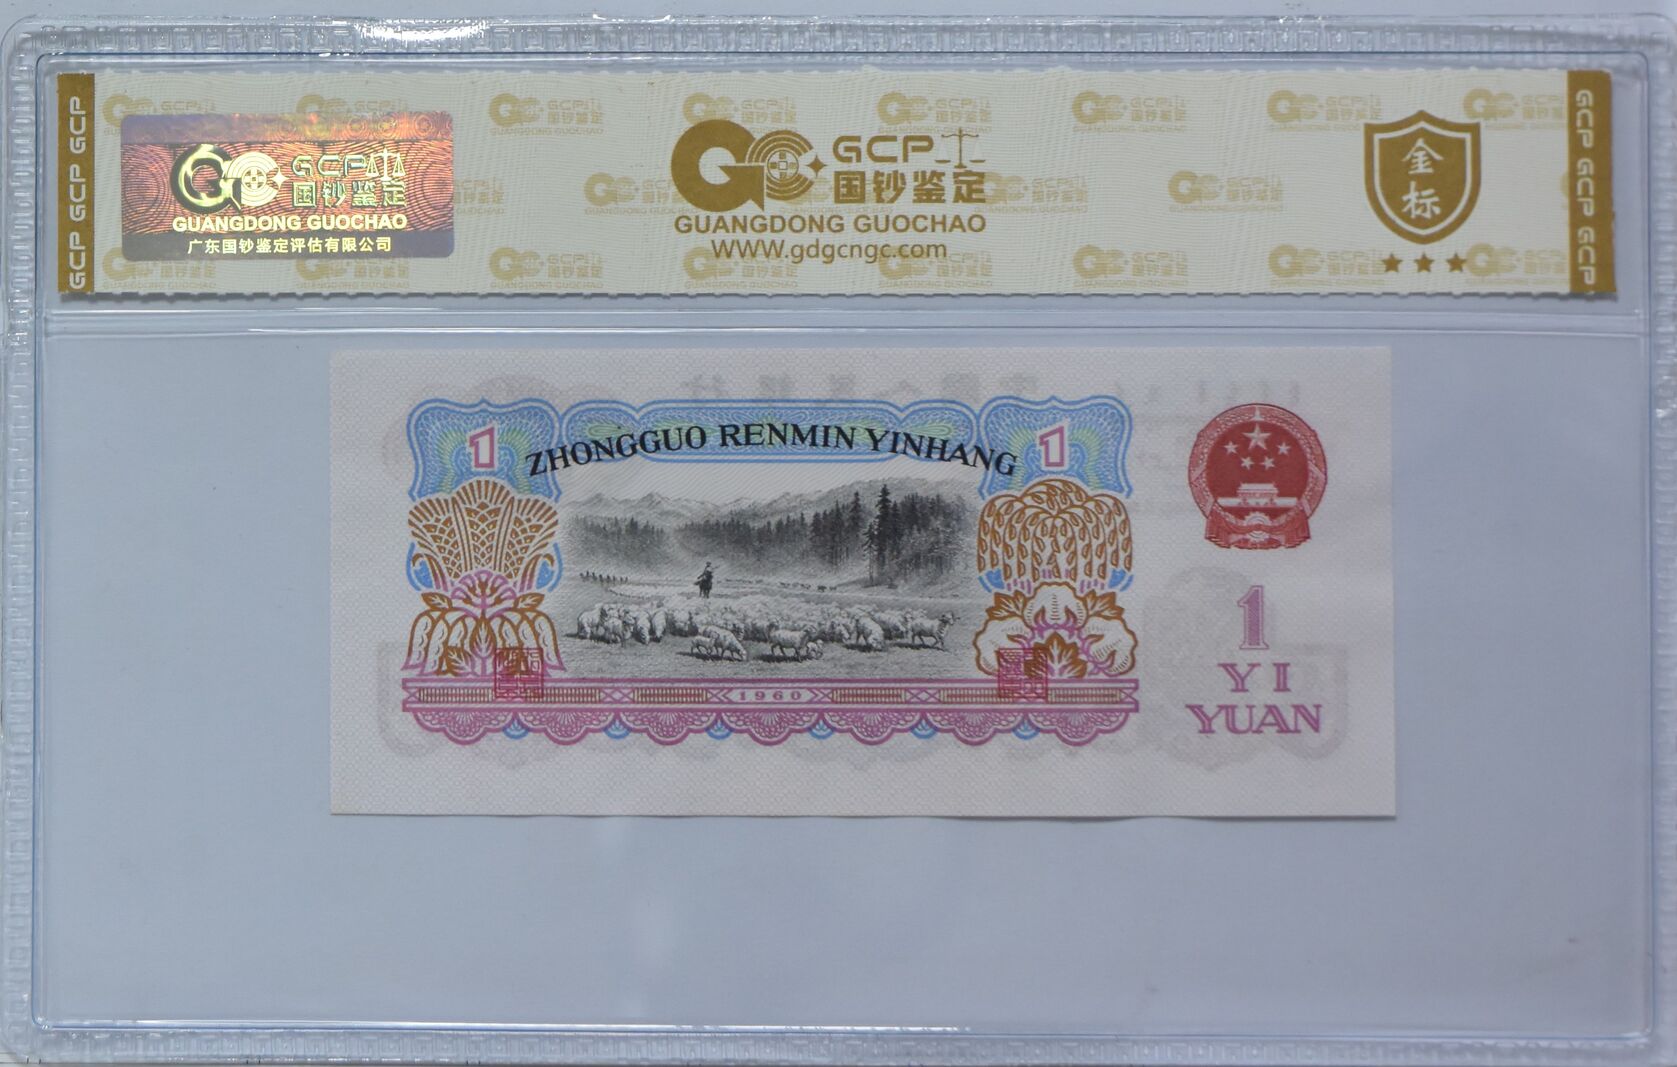 GCP GCP GCP
GCP
国钞鉴定
GUANGDONG GUOCHAO
广东国钞鉴定评估有限公司
GCP
国钞鉴定
GUANGDONG GUOCHAO
WWW.gdgcngc.com
金标
GCP GCP GCP
1
ZHONGGUO RENMIN YINHANG
1
1960
1
YI
YUAN